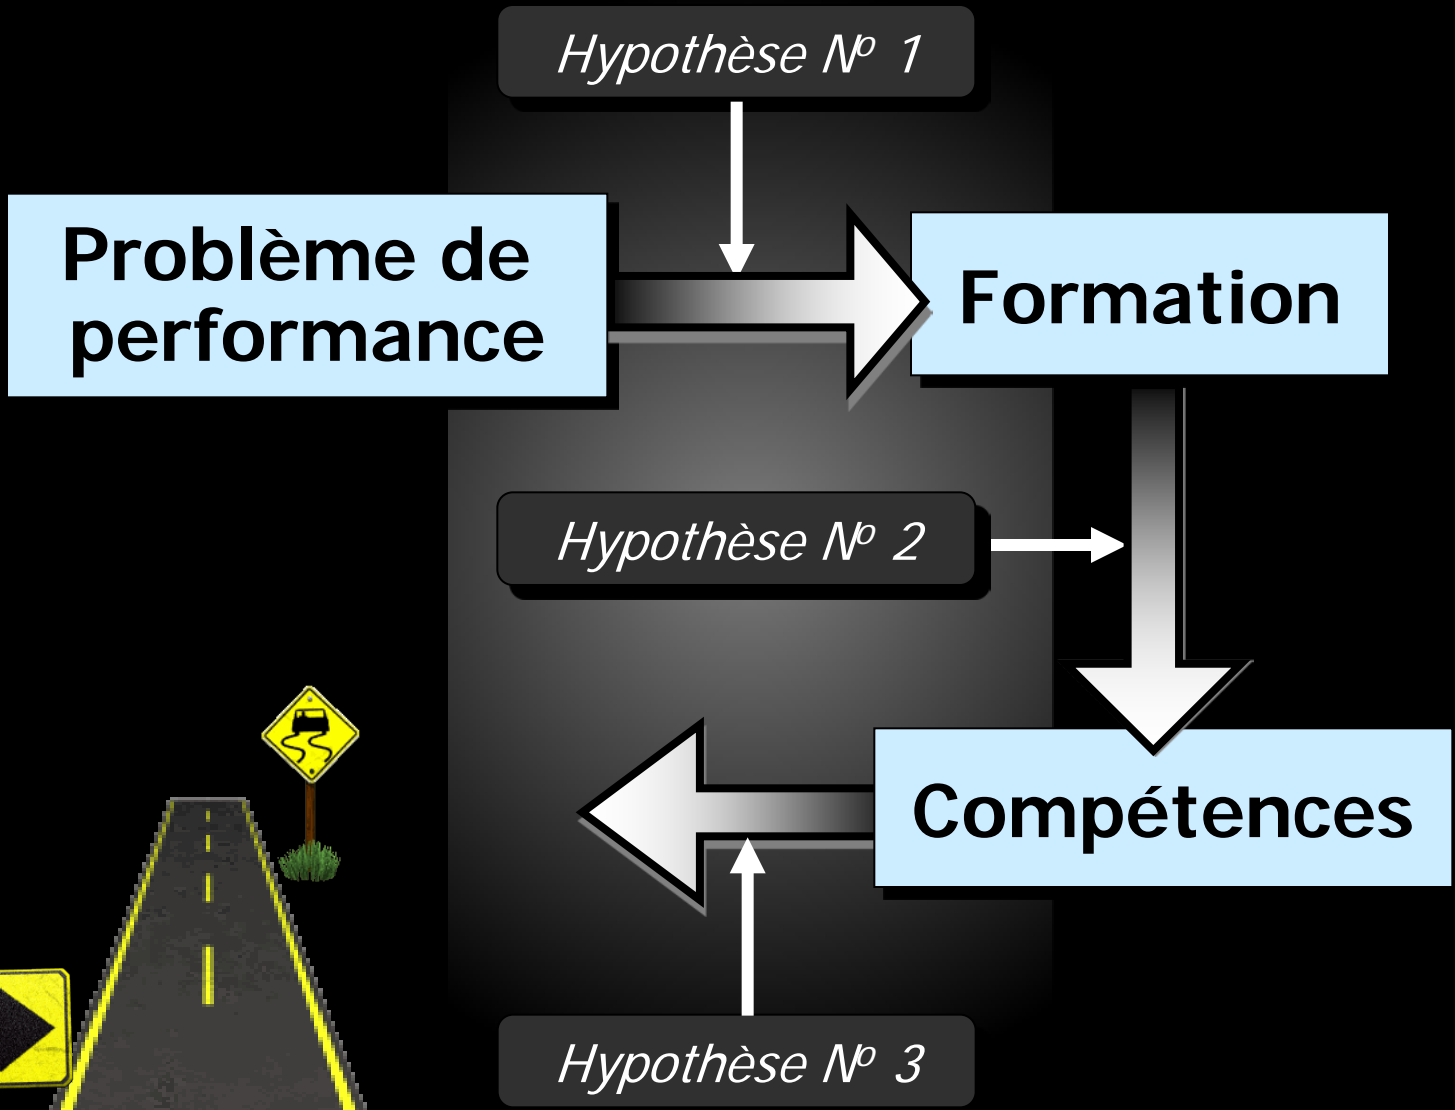 Hypothèse Nº 1
Problème de
performance
Formation
Hypothèse Nº 2
Compétences
Hypothèse Nº 3